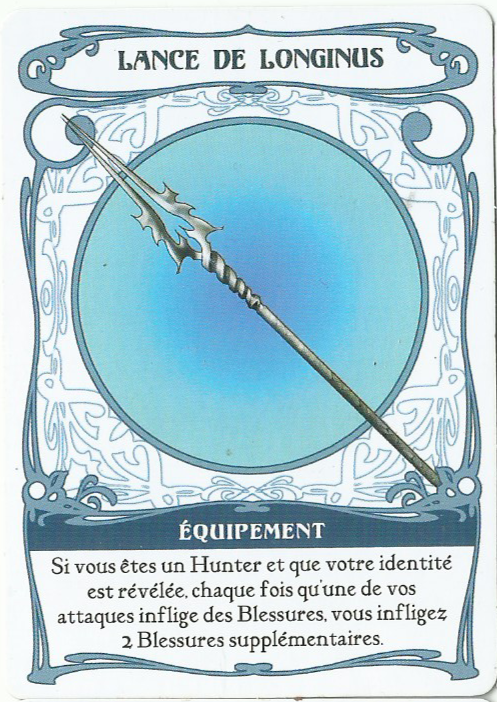 LANCE DE LONGINUS
ÉQUIPEMENT
Si vous êtes un Hunter et que votre identité
est révélée, chaque fois qu'une de vos
attaques inflige des Blessures, vous infligez
2 Blessures supplémentaires.